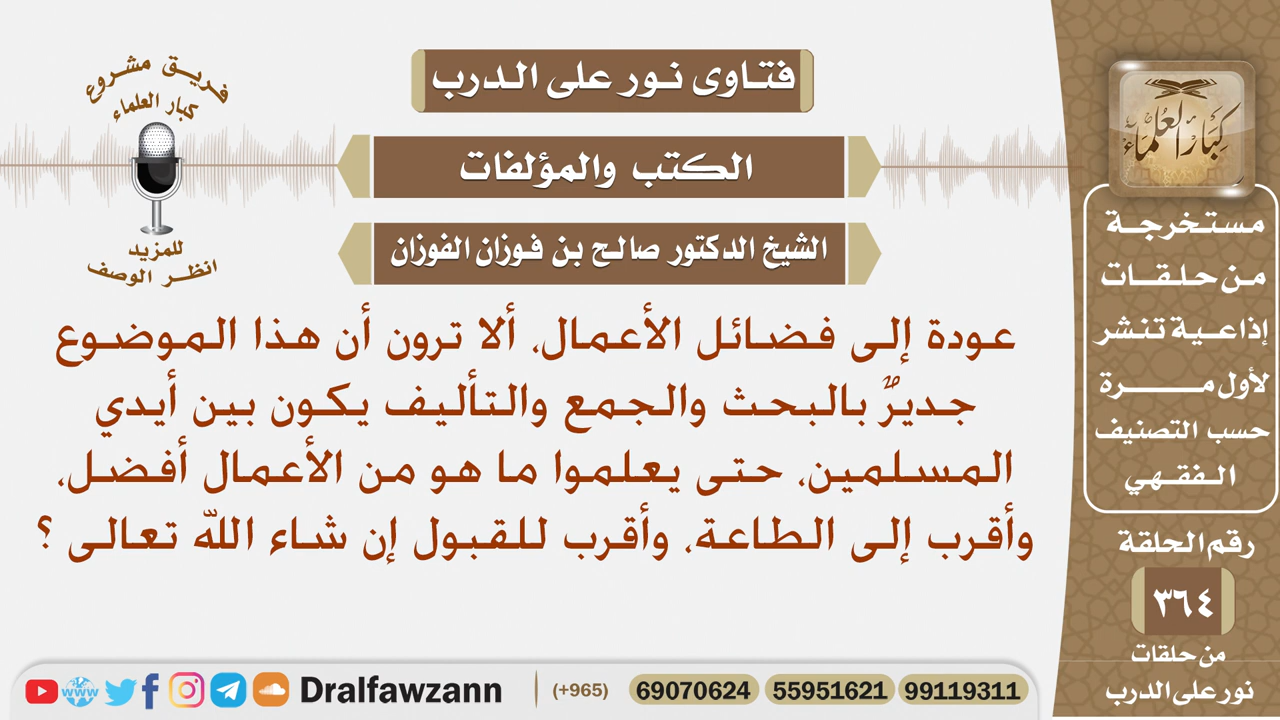 فتاوى نور على الدرب
الكتب والمؤلفات
الشيخ الدكتور صالح بن فوزان الفوزان
فريق مشروع
كبار العلماء
للمزيد
انظر الوصف
عودة إلى فضائل الأعمال، ألا ترون أن هذا الموضوع
جديرٌ بالبحث والجمع والتأليف يكون بين أيدي
المسلمين، حتى يعلموا ما هو من الأعمال أفضل،
وأقرب إلى الطاعة، وأقرب للقبول إن شاء الله تعالى ؟
كبار العلماء
مستخرجة
من حلقات
إذاعية تنشر
لأول مرة
حسب التصنيف
الفقهي
رقم الحلقة
٣٦٤
من حلقات
نور على الدرب
www Dralfawzann (+965) 69070624 55951621 99119311